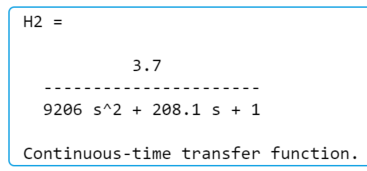 H2 =
3.7
----------------------
9206 s^2 + 208.1 s + 1
Continuous-time transfer function.